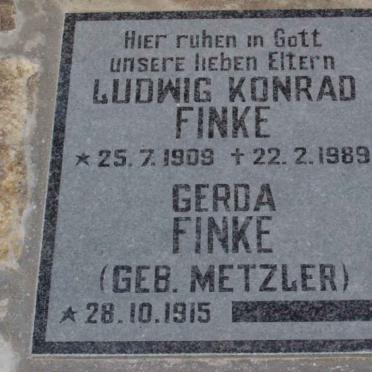 Hier ruhen in Gott
unsere lieben Eltern
LUDWIG KONRAD
FINKE
* 25.7.1909 † 22.2.1989
GERDA
FINKE
(GEB. METZLER)
* 28.10.1915